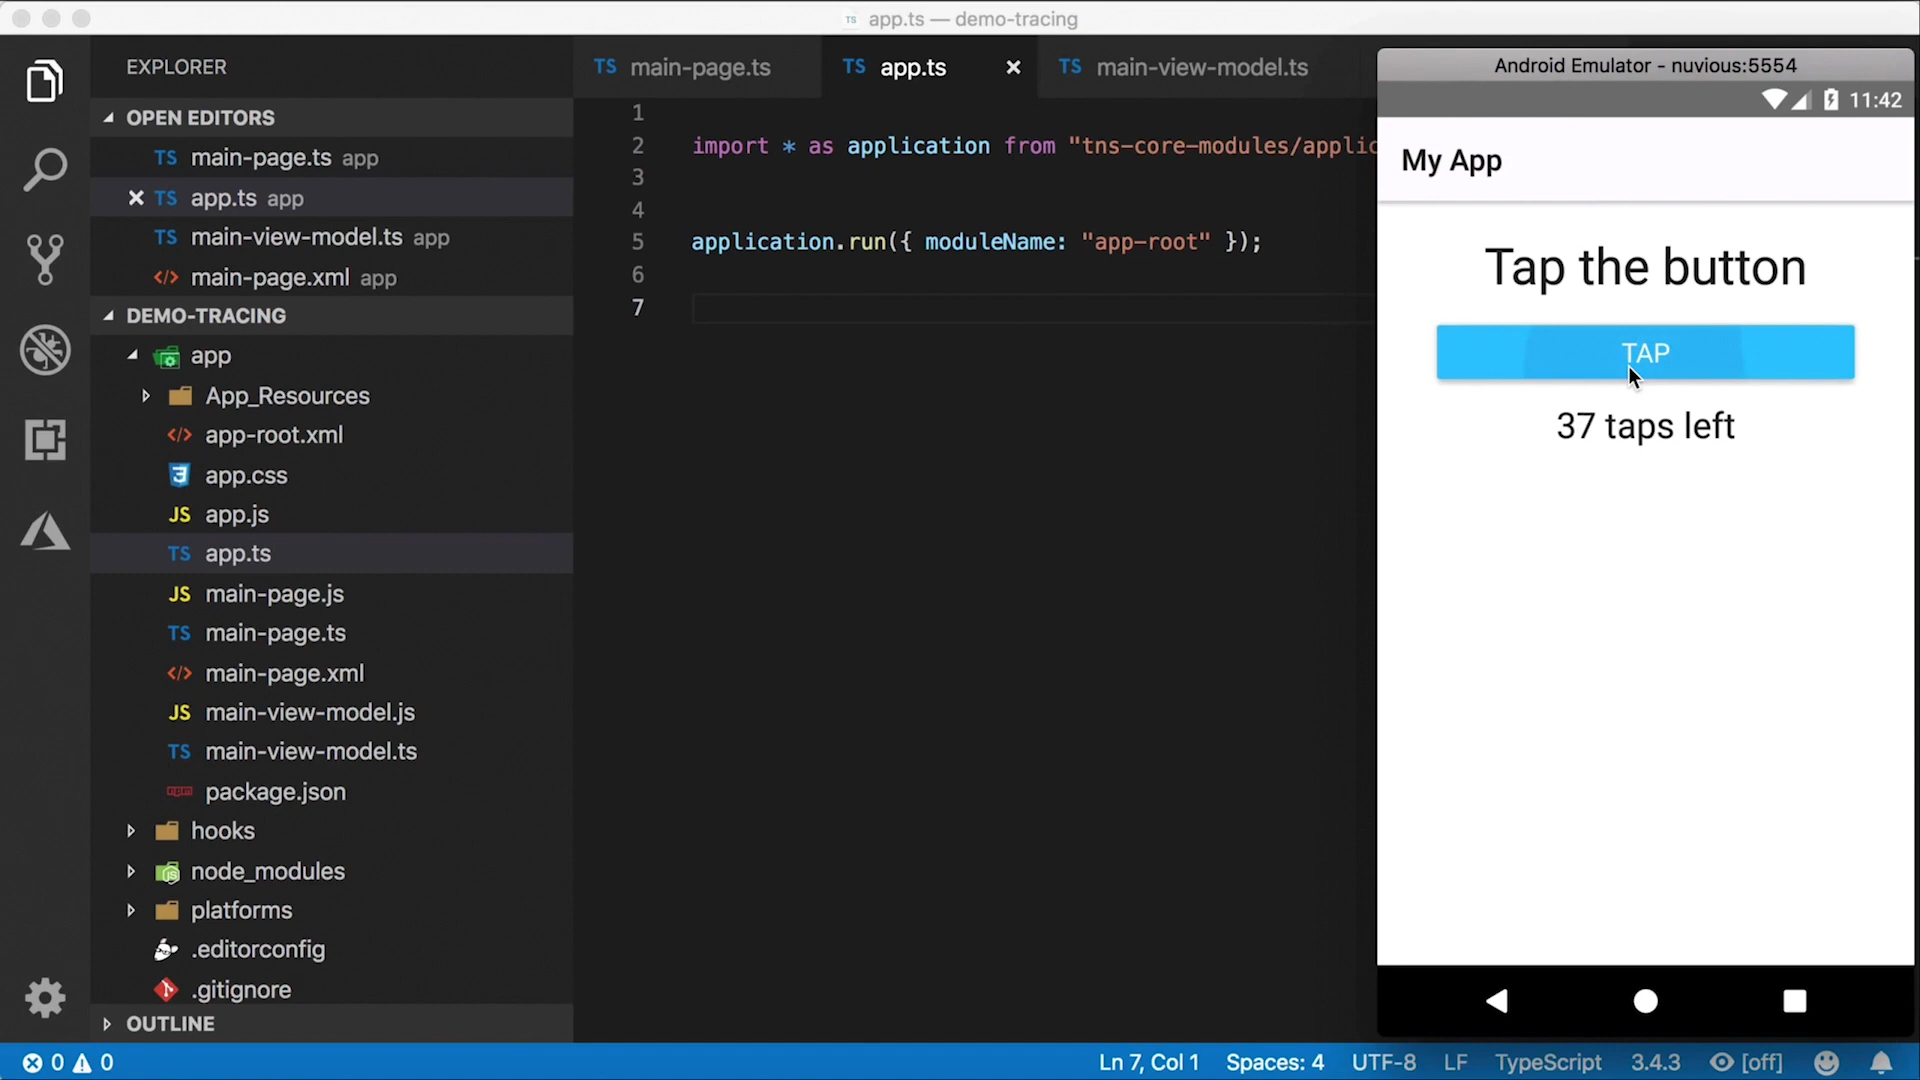 TS app.ts — demo-tracing
EXPLORER
OPEN EDITORS
TS main-page.ts app
TS app.ts app
TS main-view-model.ts app
</> main-page.xml app
DEMO-TRACING
app
App_Resources
</> app-root.xml
3 app.css
JS app.js
TS app.ts
JS main-page.js
TS main-page.ts
</> main-page.xml
JS main-view-model.js
TS main-view-model.ts
npm package.json
hooks
JS node_modules
platforms
.editorconfig
.gitignore
OUTLINE
TS main-page.ts
TS app.ts
TS main-view-model.ts
1
2 import * as application from "tns-core-modules/applic
3
4
5 application.run({ moduleName: "app-root" });
6
7
Android Emulator - nuvious:5554
11:42
My App
Tap the button
TAP
37 taps left
0 0
Ln 7, Col 1 Spaces: 4 UTF-8 LF TypeScript 3.4.3 [off]